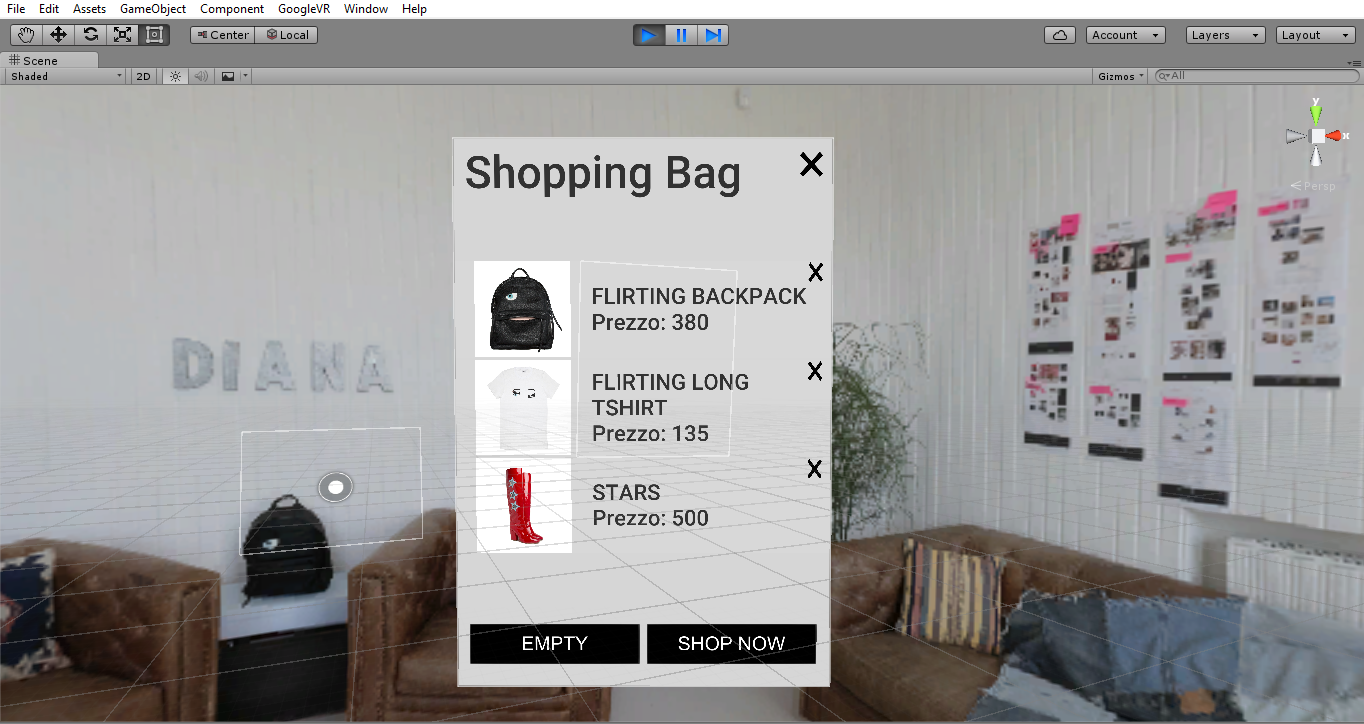 File Edit Assets GameObject Component GoogleVR Window Help
Center Local Account Layers Layout
Scene
Shaded 2D Gizmos All
y
x
Persp
Shopping Bag X
X
FLIRTING BACKPACK
Prezzo: 380
X
FLIRTING LONG
TSHIRT
Prezzo: 135
X
STARS
Prezzo: 500
DIANA
EMPTY SHOP NOW